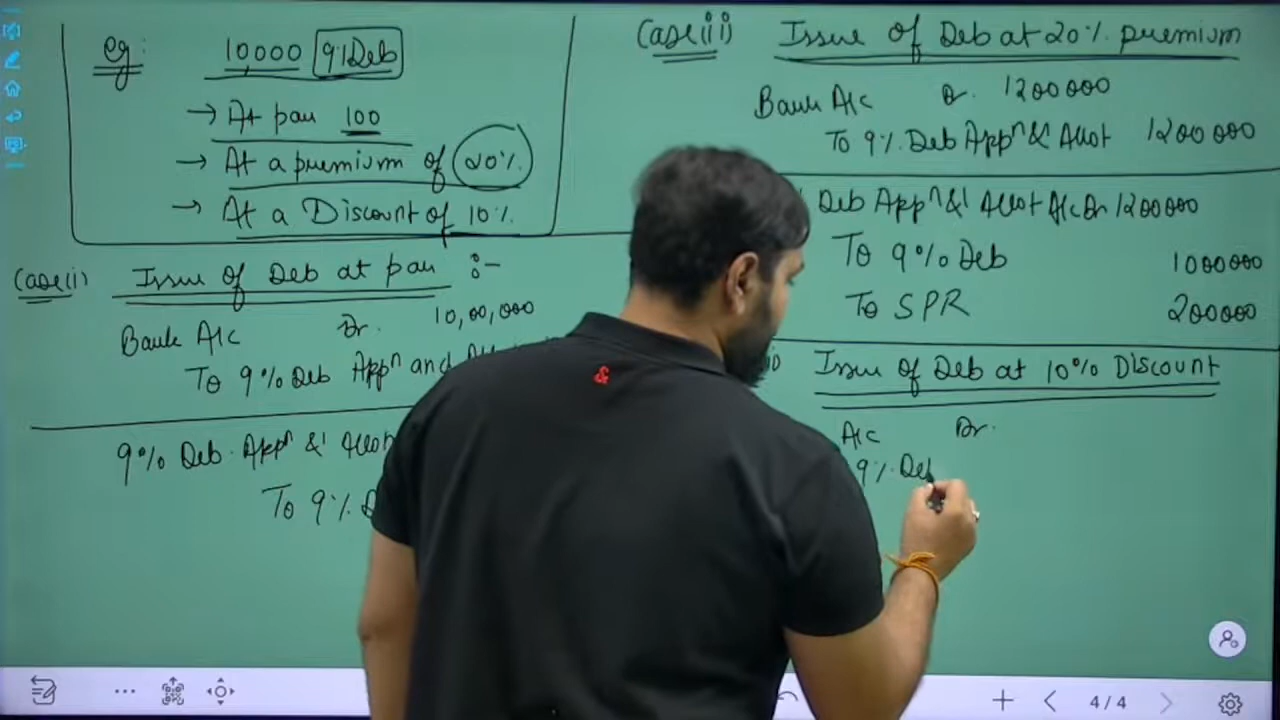 eg:
10000 9% Deb
→ At par 100
→ At a premium of 20%
→ At a Discount of 10%.
Case (i) Issue of Deb at par :-
Bank A/c Dr. 10,00,000
To 9% Deb Appⁿ and
9% Deb. Appⁿ & Allot
To 9%
Case (ii) Issue of Deb at 20% premium
Bank A/c Dr. 1200000
To 9% Deb Appⁿ & Allot 1200000
Deb Appⁿ & Allot A/c Dr 1200000
To 9% Deb 1000000
To SPR 200000
Issue of Deb at 10% Discount
A/c Dr.
9% Deb
4/4